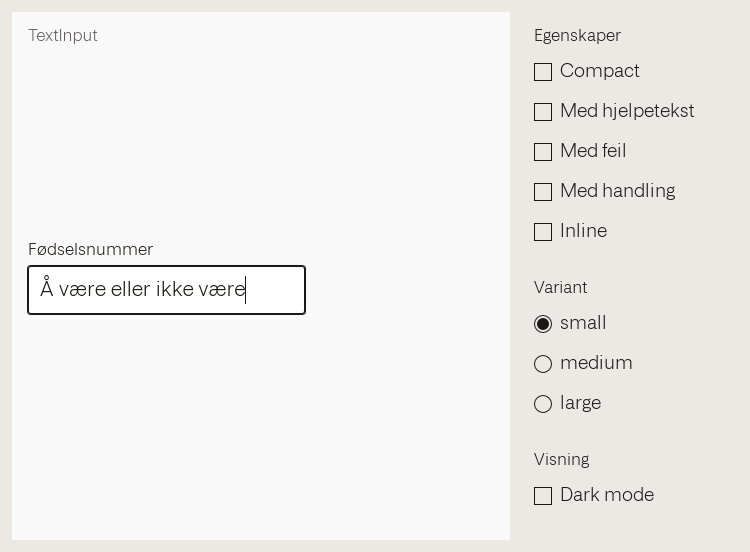 TextInput
Fødselsnummer
Å være eller ikke være
Egenskaper
Compact
Med hjelpetekst
Med feil
Med handling
Inline
Variant
small
medium
large
Visning
Dark mode